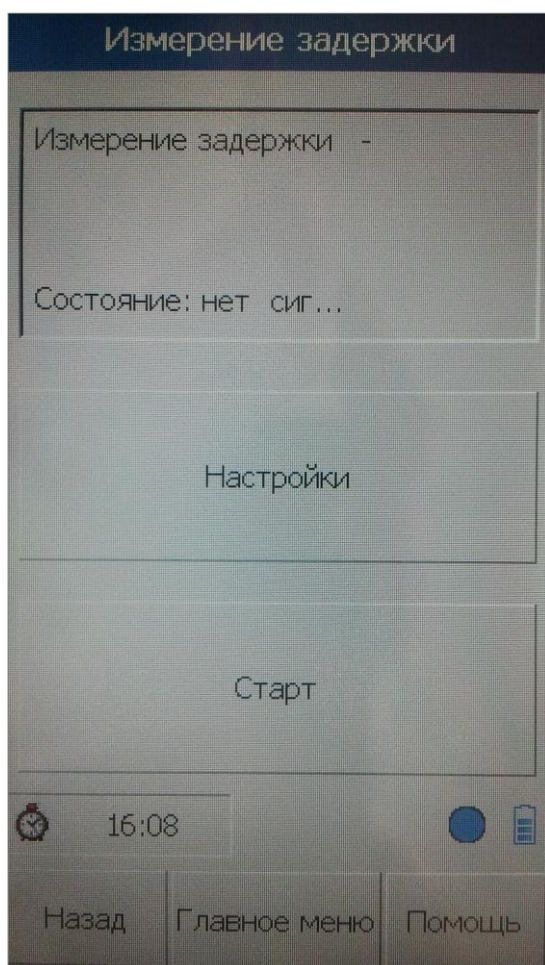 Измерение задержки
Измерение задержки -
Состояние: нет сиг...
Настройки
Старт
16:08
Назад Главное меню Помощь